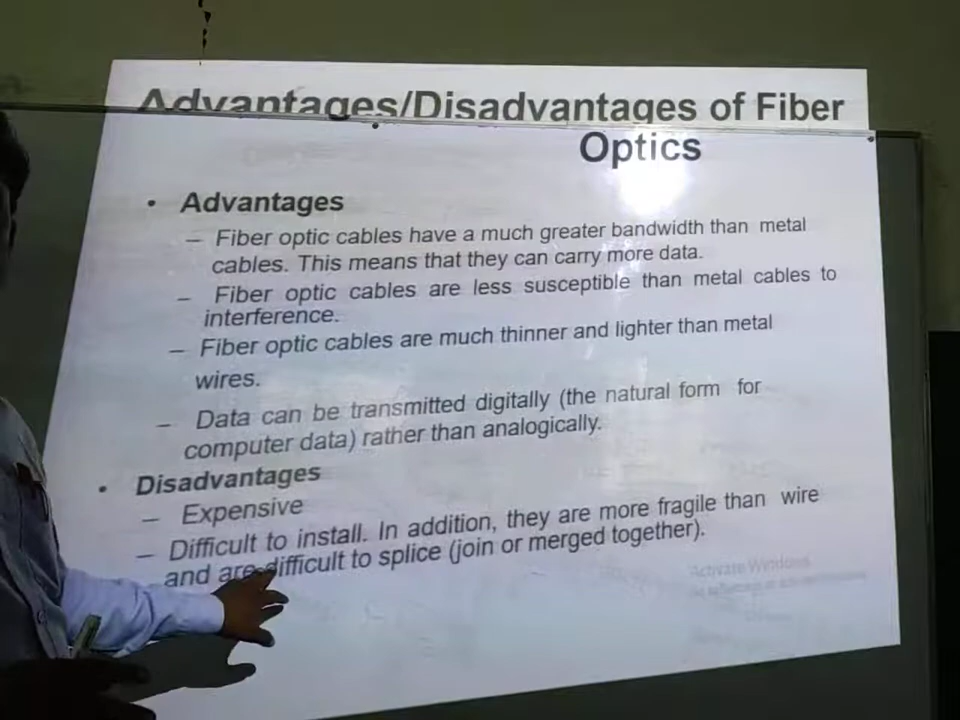 Advantages/Disadvantages of Fiber
Optics
• Advantages
– Fiber optic cables have a much greater bandwidth than metal
cables. This means that they can carry more data.
– Fiber optic cables are less susceptible than metal cables to
interference.
– Fiber optic cables are much thinner and lighter than metal
wires.
– Data can be transmitted digitally (the natural form for
computer data) rather than analogically.
• Disadvantages
– Expensive
– Difficult to install. In addition, they are more fragile than wire
and are difficult to splice (join or merged together).
Activate Windows